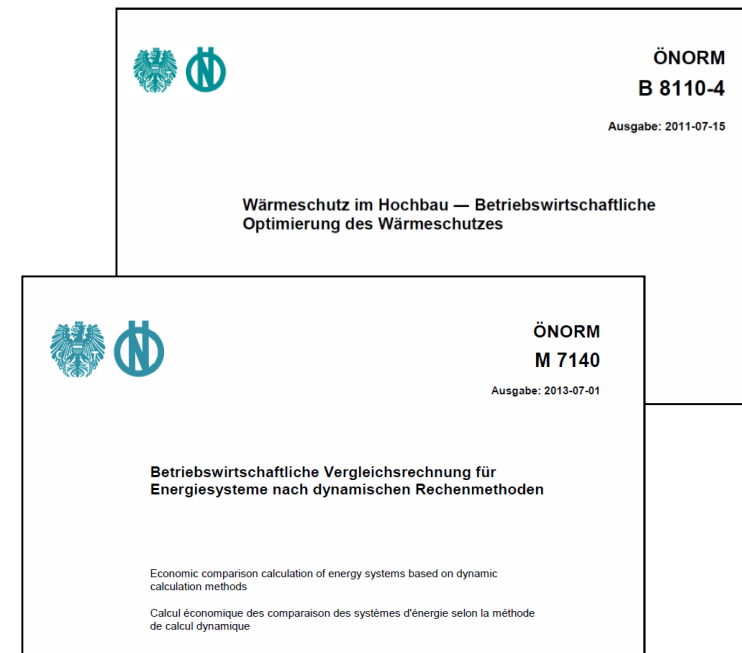 ÖNORM
B 8110-4
Ausgabe: 2011-07-15
Wärmeschutz im Hochbau — Betriebswirtschaftliche
Optimierung des Wärmeschutzes
ÖNORM
M 7140
Ausgabe: 2013-07-01
Betriebswirtschaftliche Vergleichsrechnung für
Energiesysteme nach dynamischen Rechenmethoden
Economic comparison calculation of energy systems based on dynamic
calculation methods
Calcul économique des comparaison des systèmes d'énergie selon la méthode
de calcul dynamique